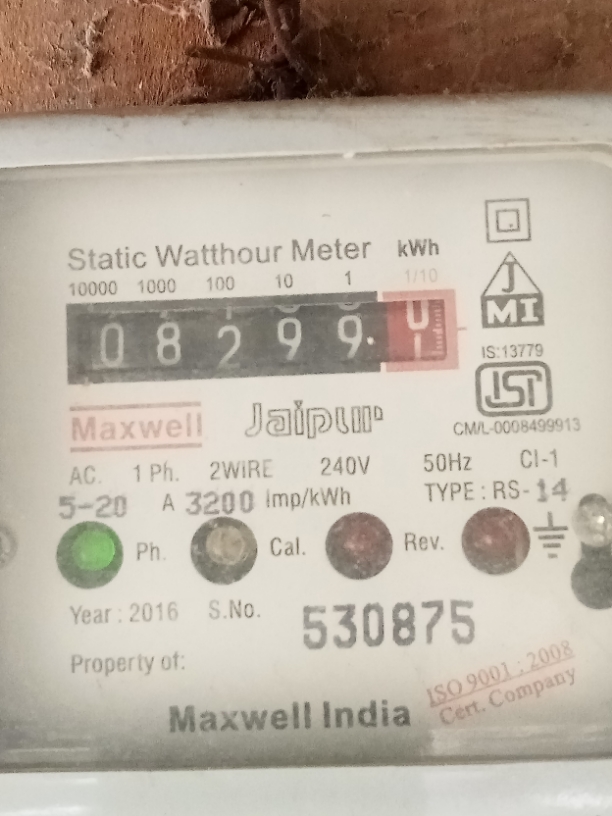 Static Watthour Meter kWh
10000 1000 100 10 1 1/10
0 8 2 9 9.
J
MI
IS:13779
ISI
CM/L-0008499913
Maxwell Jaipur
AC. 1 Ph. 2WiRE 240V 50Hz Cl-1
5-20 A 3200 imp/kWh TYPE : RS-14
Ph. Cal. Rev.
Year : 2016 S.No. 530875
Property of:
Maxwell India
ISO 9001 : 2008
Cert. Company